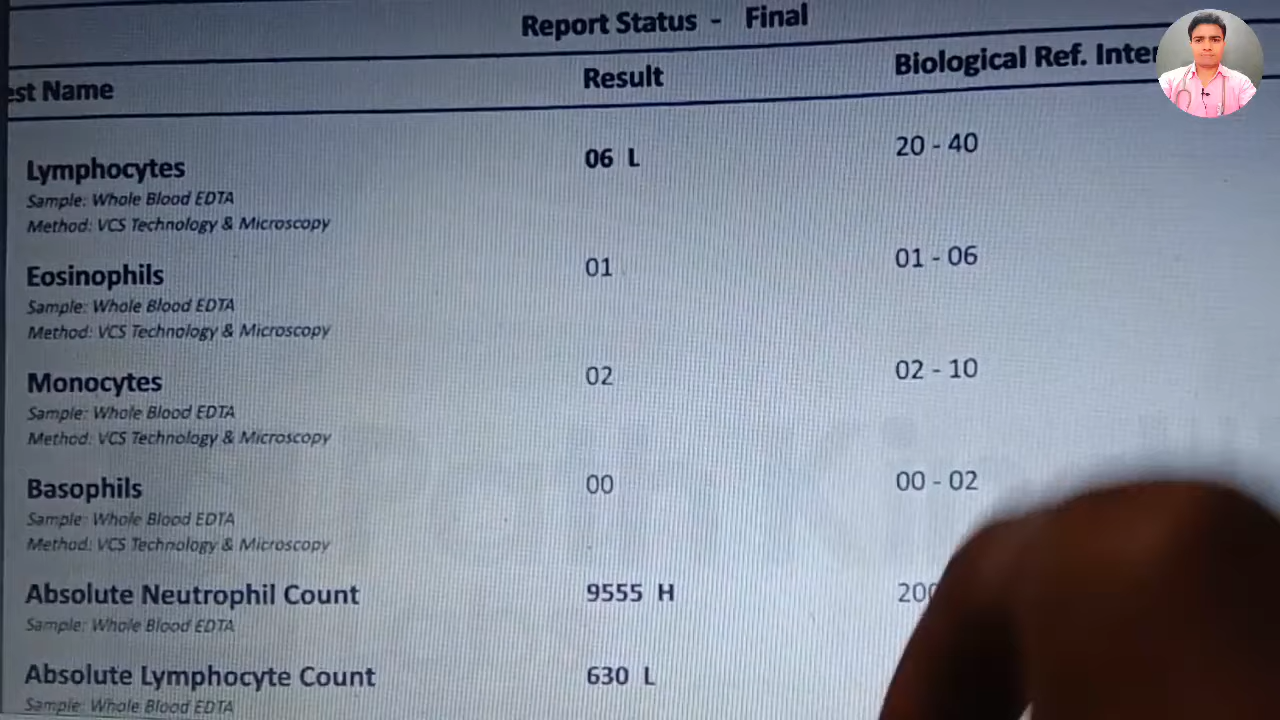 Report Status - Final
Result
Biological Ref.
Name
Lymphocytes
06 L
20 - 40
Sample: Whole Blood EDTA
Method: VCS Technology & Microscopy
Eosinophils
01
01 - 06
Sample: Whole Blood EDTA
Method: VCS Technology & Microscopy
Monocytes
02
02 - 10
Sample: Whole Blood EDTA
Method: VCS Technology & Microscopy
Basophils
00
00 - 02
Sample: Whole Blood EDTA
Method: VCS Technology & Microscopy
Absolute Neutrophil Count
9555 H
Sample: Whole Blood EDTA
Absolute Lymphocyte Count
630 L
Sample: Whole Blood EDTA